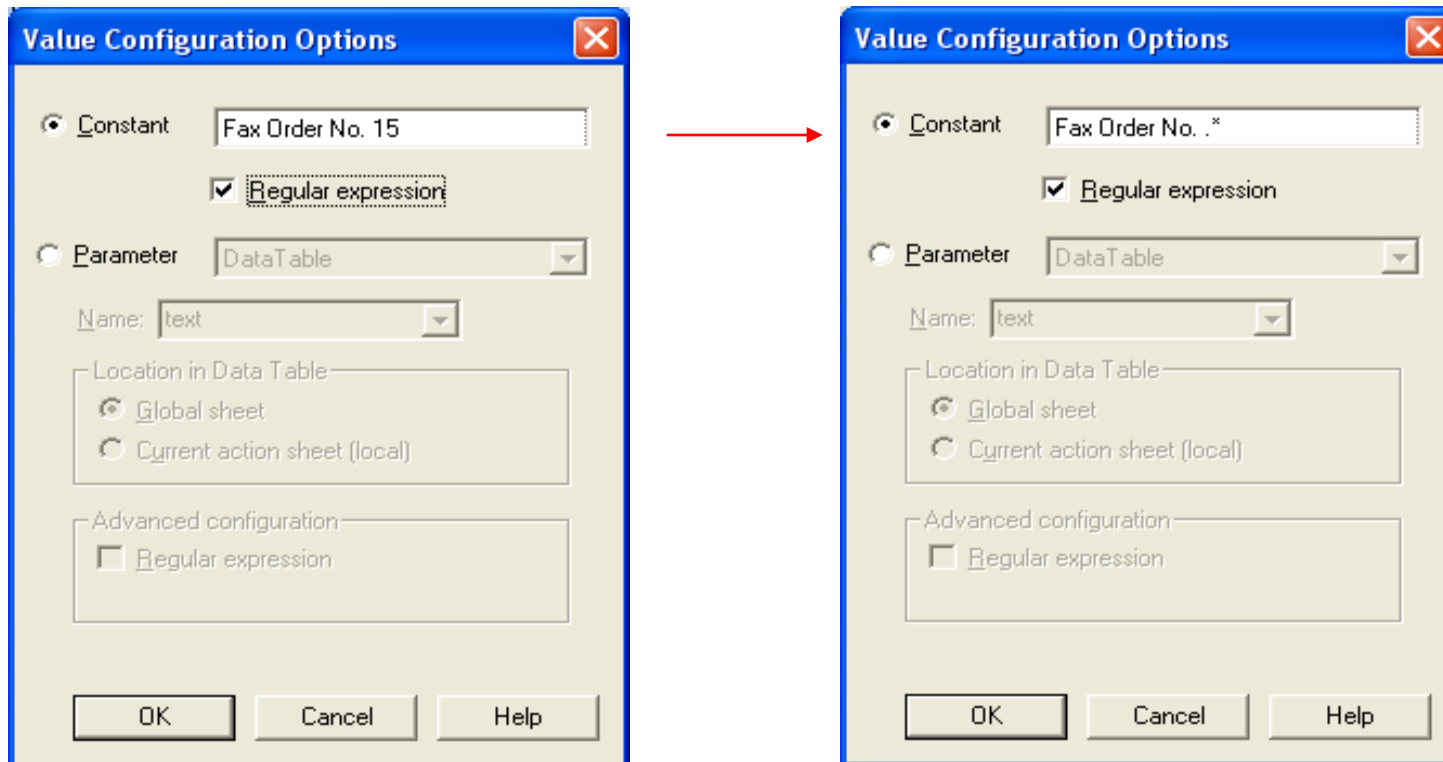 Value Configuration Options
Constant Fax Order No. 15
Regular expression
Parameter DataTable
Name: text
Location in Data Table
Global sheet
Current action sheet (local)
Advanced configuration
Regular expression
OK Cancel Help
Value Configuration Options
Constant Fax Order No. .*
Regular expression
Parameter DataTable
Name: text
Location in Data Table
Global sheet
Current action sheet (local)
Advanced configuration
Regular expression
OK Cancel Help